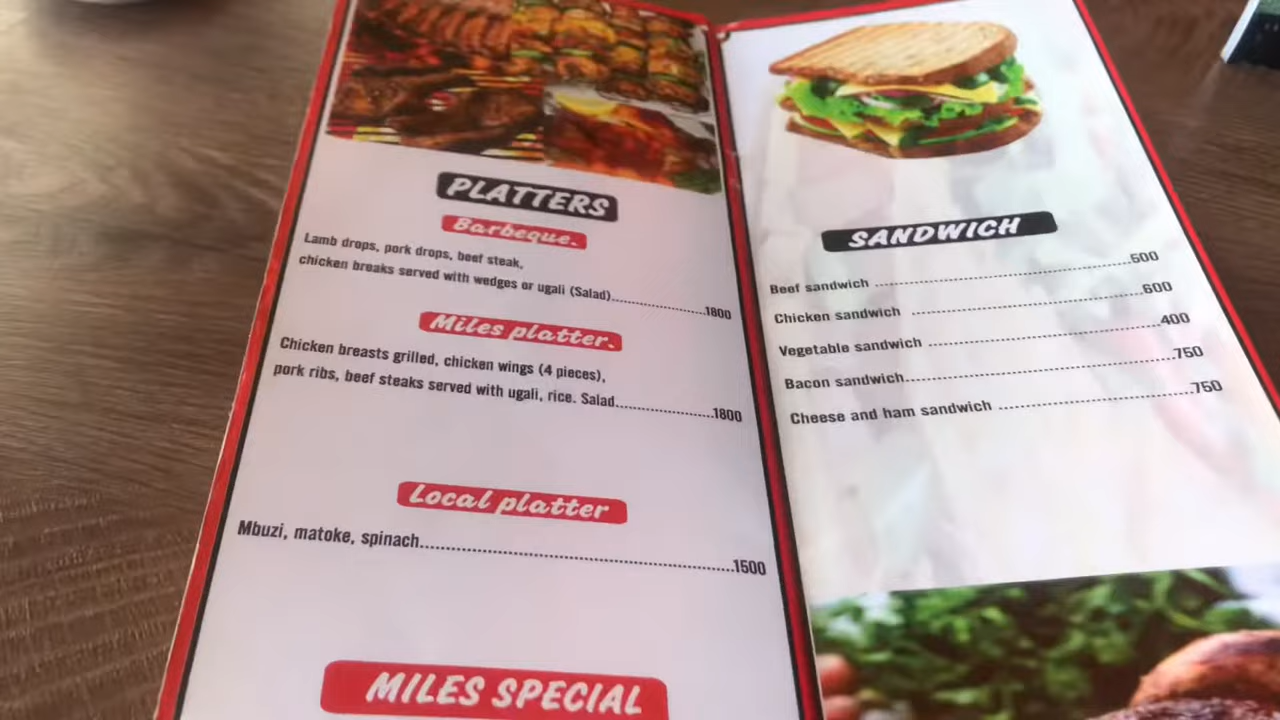 PLATTERS
Barbeque.
Lamb drops, pork drops, beef steak,
chicken breaks served with wedges or ugali (Salad)..................1800
Miles platter.
Chicken breasts grilled, chicken wings (4 pieces),
pork ribs, beef steaks served with ugali, rice. Salad..................1800
Local platter
Mbuzi, matoke, spinach..................1500
MILES SPECIAL
SANDWICH
Beef sandwich ..................600
Chicken sandwich ..................600
Vegetable sandwich ..................400
Bacon sandwich..................750
Cheese and ham sandwich ..................750